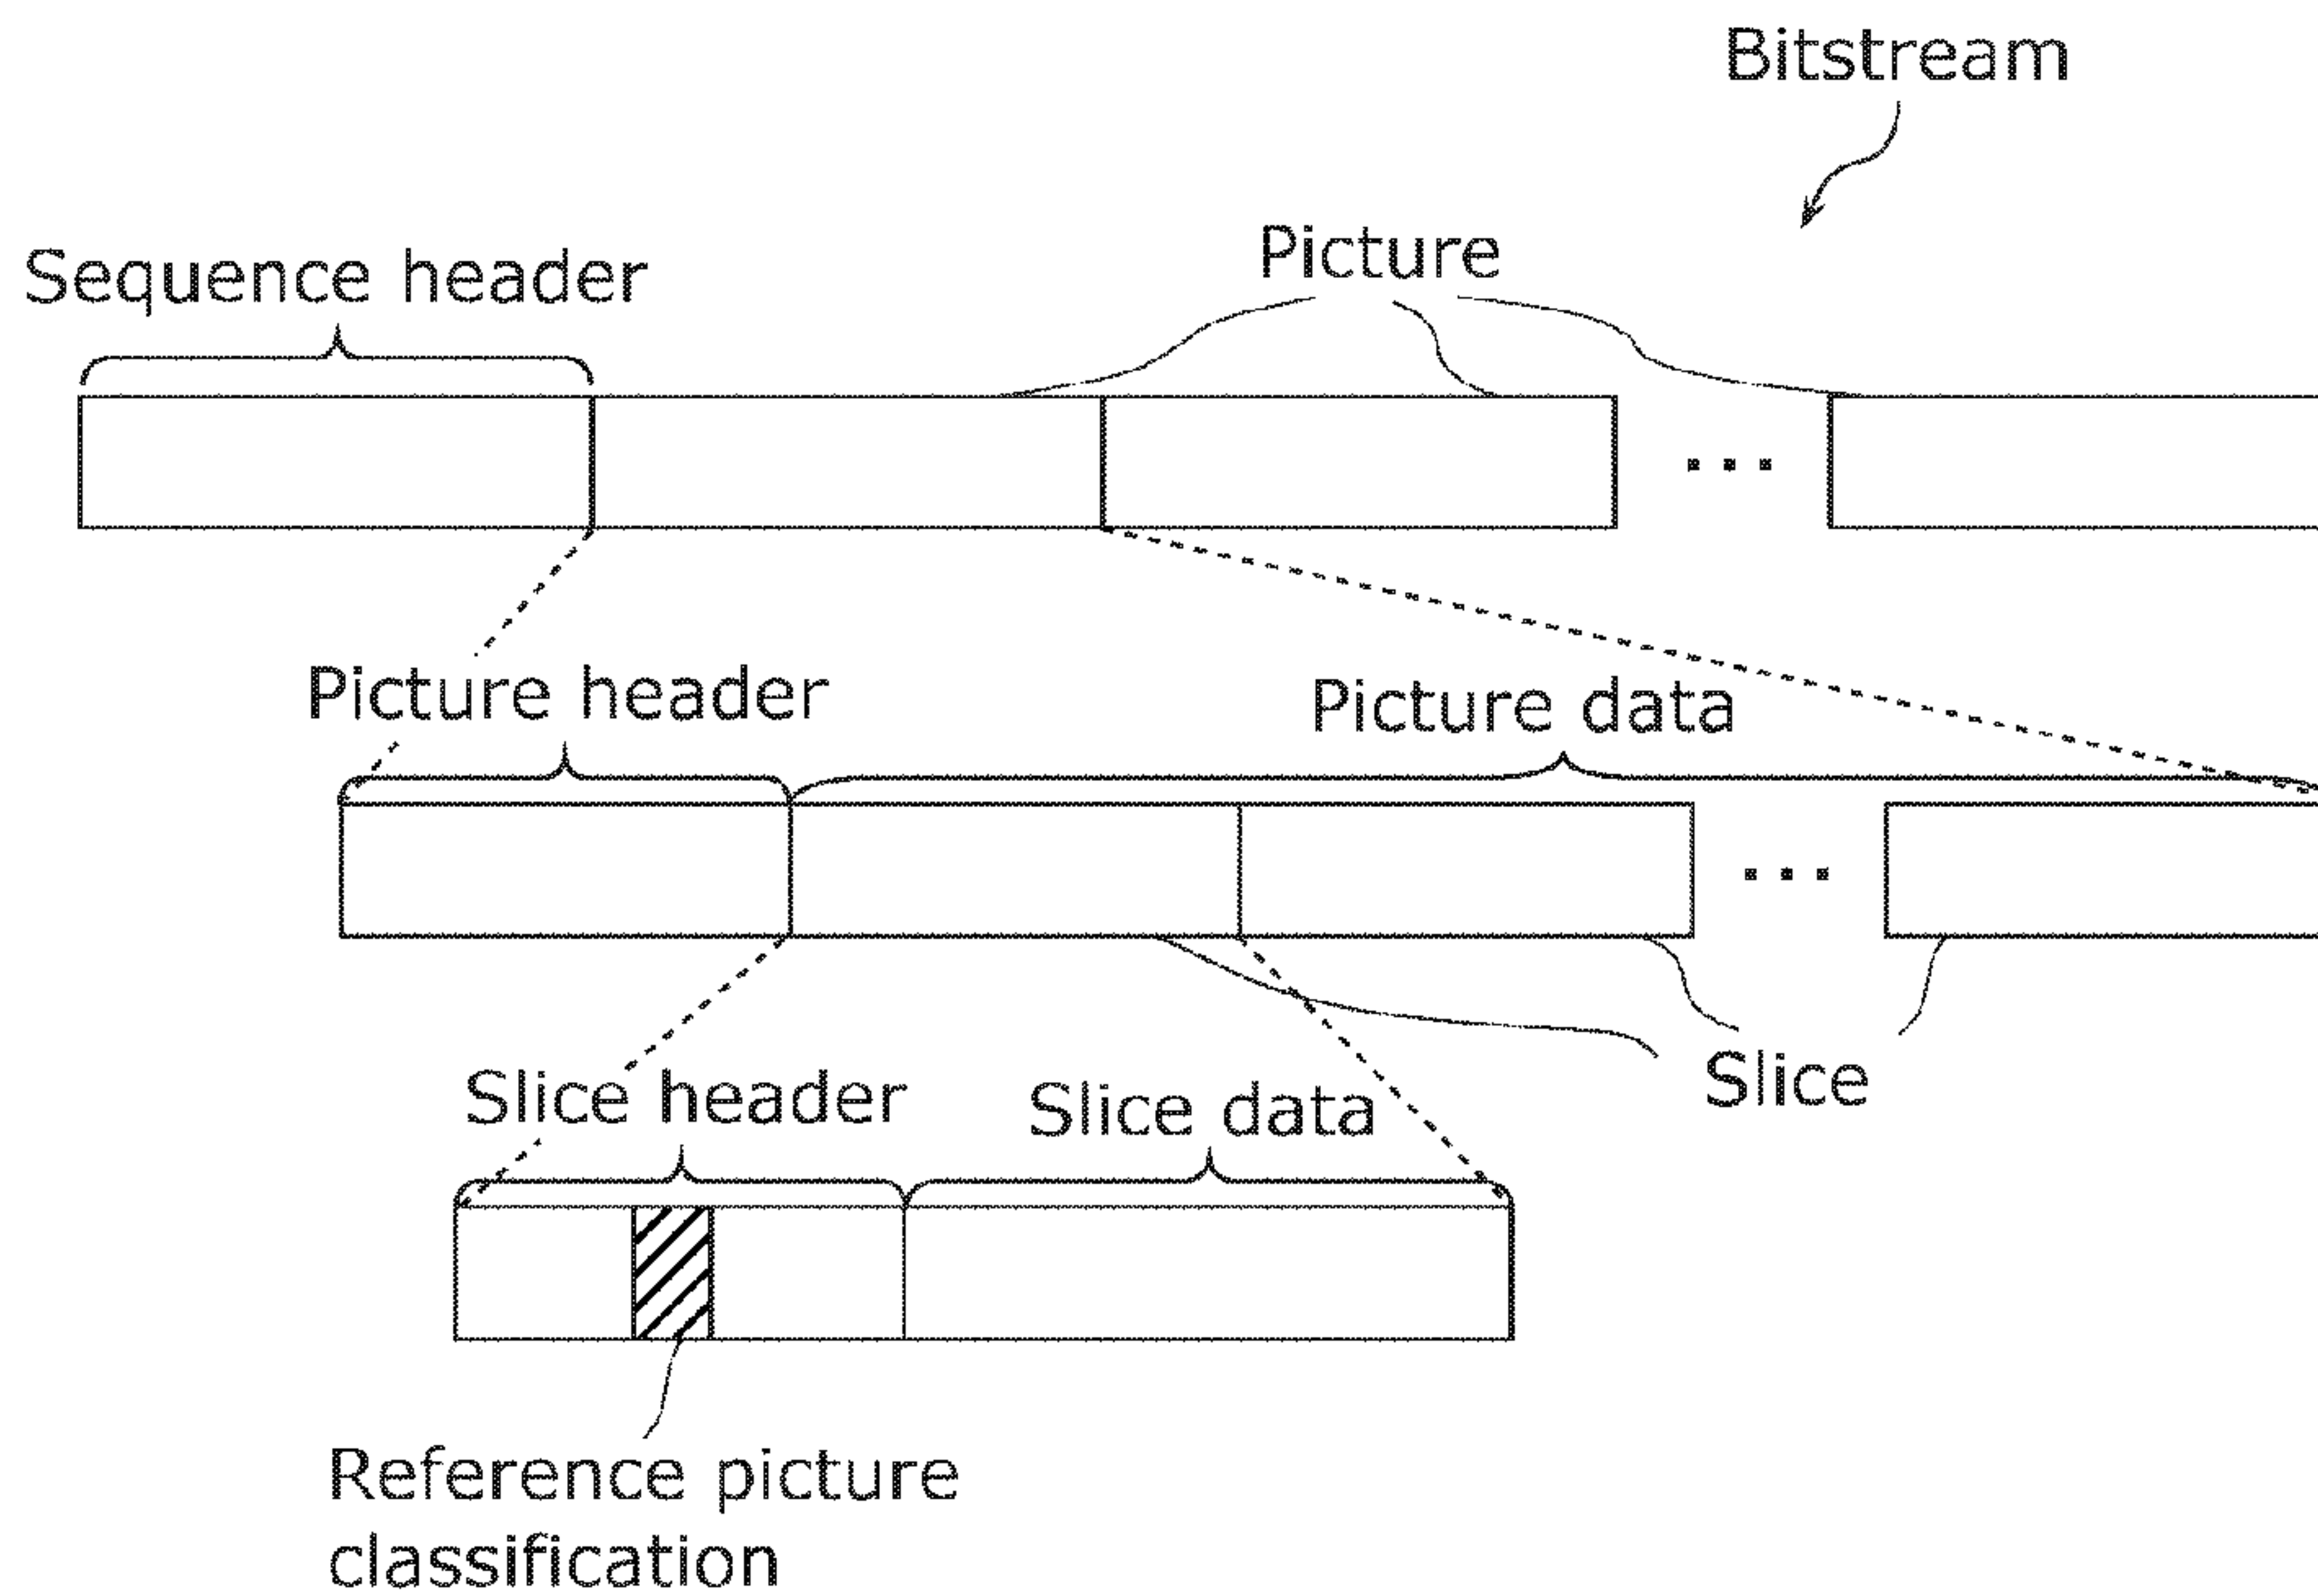 Bitstream
Picture
Sequence header
...
Picture header
Picture data
...
Slice
Slice header
Slice data
Reference picture
classification